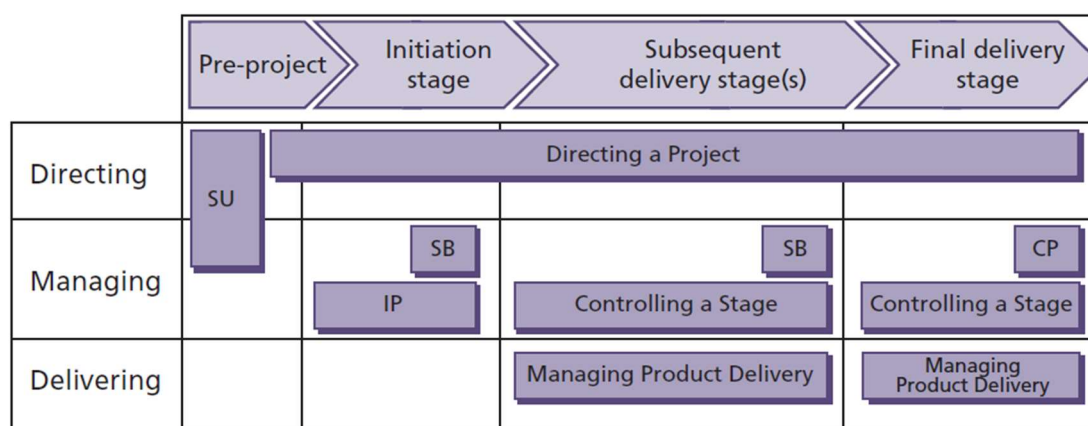 Pre-project
Initiation
stage
Subsequent
delivery stage(s)
Final delivery
stage
Directing
SU
Directing a Project
Managing
SB
SB
CP
IP
Controlling a Stage
Controlling a Stage
Delivering
Managing Product Delivery
Managing
Product Delivery